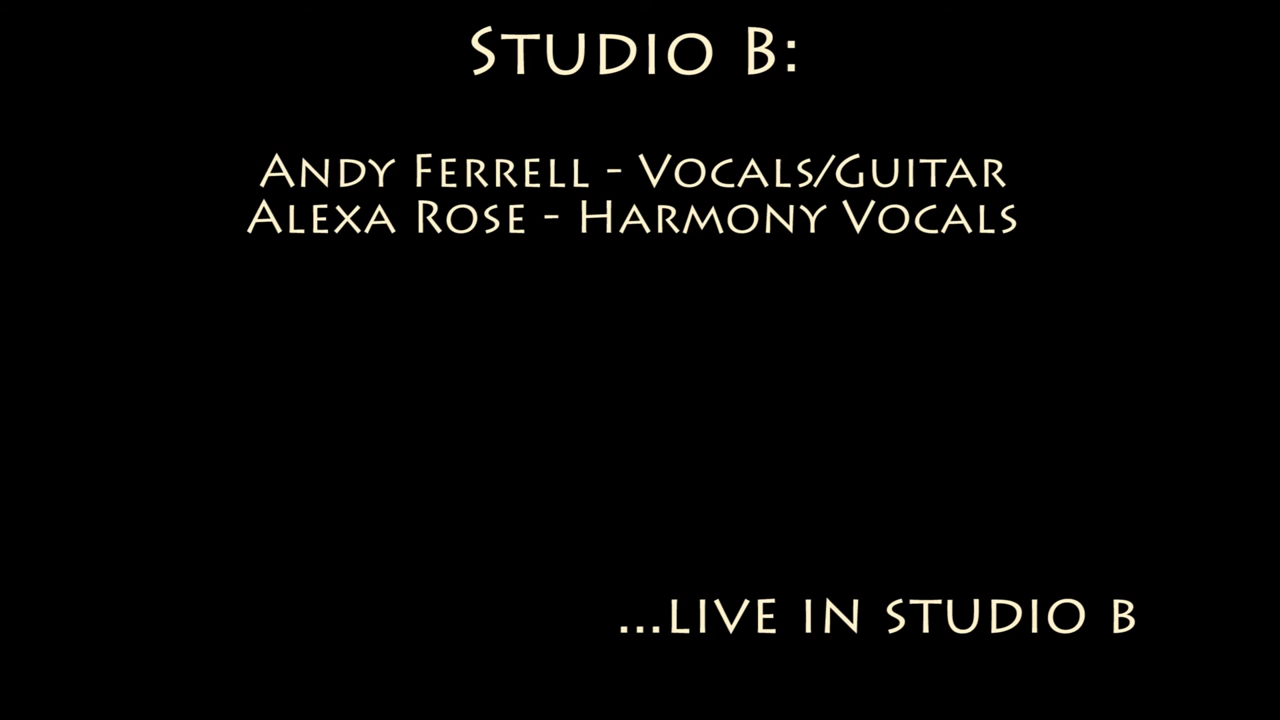 Studio B:
Andy Ferrell - Vocals/Guitar
Alexa Rose - Harmony Vocals
...live in studio b